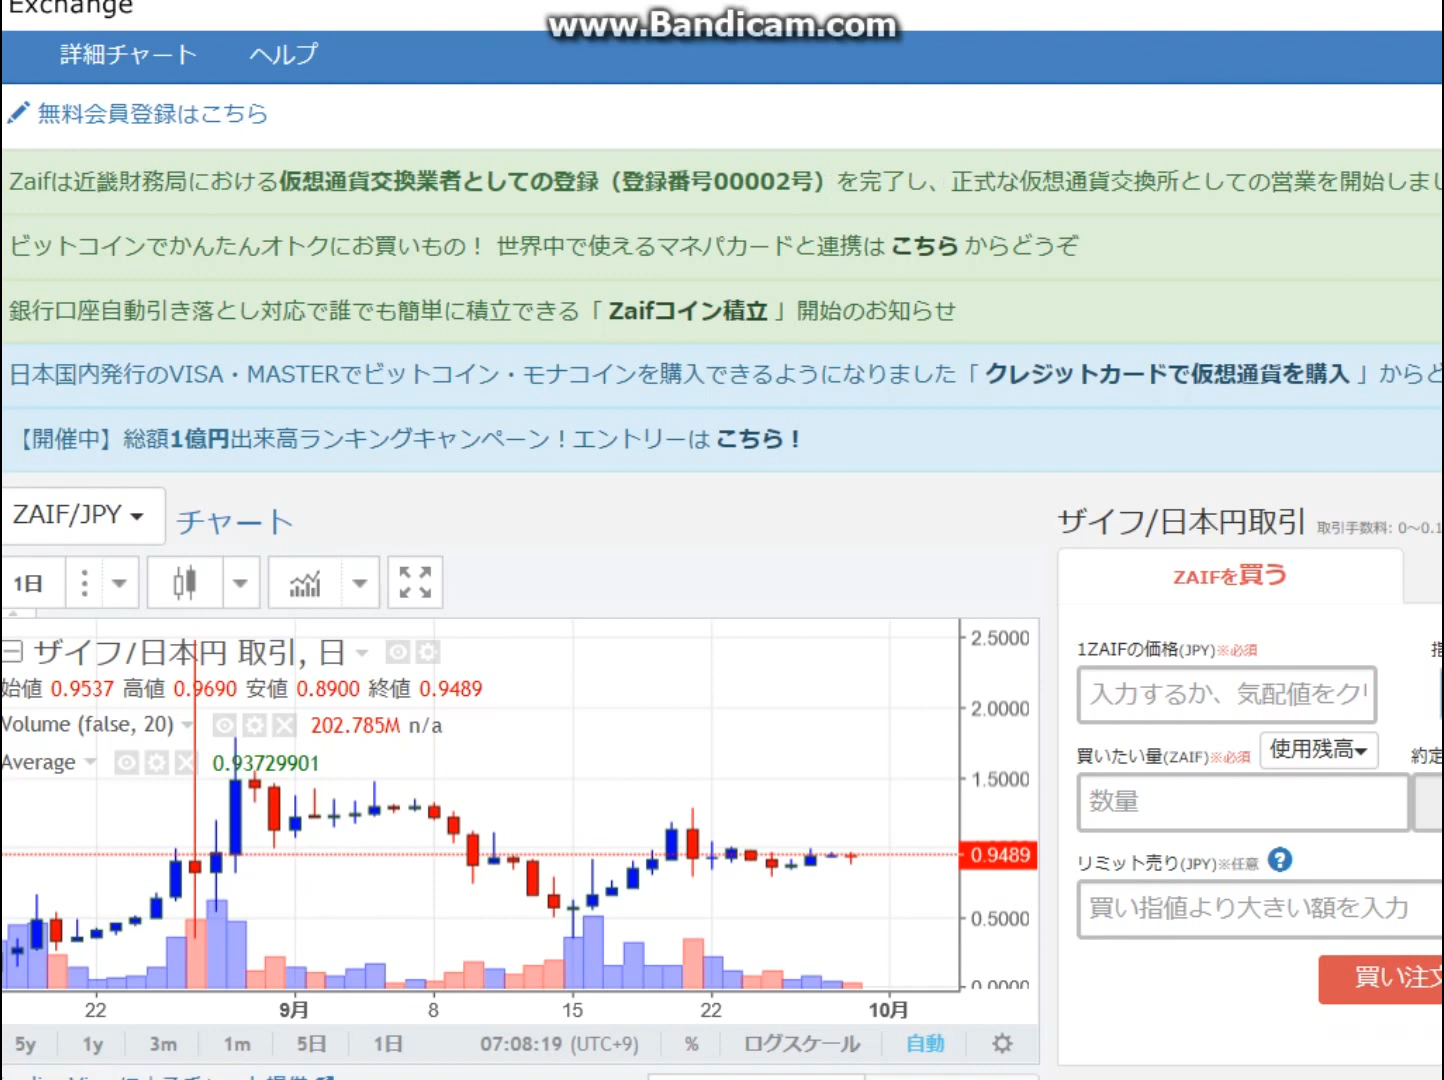 Exchange
www.Bandicam.com
詳細チャート ヘルプ
無料会員登録はこちら
Zaifは近畿財務局における仮想通貨交換業者としての登録（登録番号00002号）を完了し、正式な仮想通貨交換所としての営業を開始しまし
ビットコインでかんたんオトクにお買いもの！ 世界中で使えるマネパカードと連携は こちら からどうぞ
銀行口座自動引き落とし対応で誰でも簡単に積立できる「 Zaifコイン積立 」開始のお知らせ
日本国内発行のVISA・MASTERでビットコイン・モナコインを購入できるようになりました「 クレジットカードで仮想通貨を購入 」からど
【開催中】総額1億円出来高ランキングキャンペーン！エントリーは こちら！
ZAIF/JPY チャート
1日
ザイフ/日本円 取引, 日
始値 0.9537 高値 0.9690 安値 0.8900 終値 0.9489
Volume (false, 20) 202.785M n/a
Average 0.93729901
2.5000
2.0000
1.5000
0.9489
0.5000
0.0000
22 9月 8 15 22 10月
5y 1y 3m 1m 5日 1日 07:08:19 (UTC+9) % ログスケール 自動
ザイフ/日本円取引 取引手数料: 0～0.1
ZAIFを買う
1ZAIFの価格(JPY)※必須
入力するか、気配値をク
買いたい量(ZAIF)※必須 使用残高 約定
数量
リミット売り(JPY)※任意 ?
買い指値より大きい額を入力
買い注文